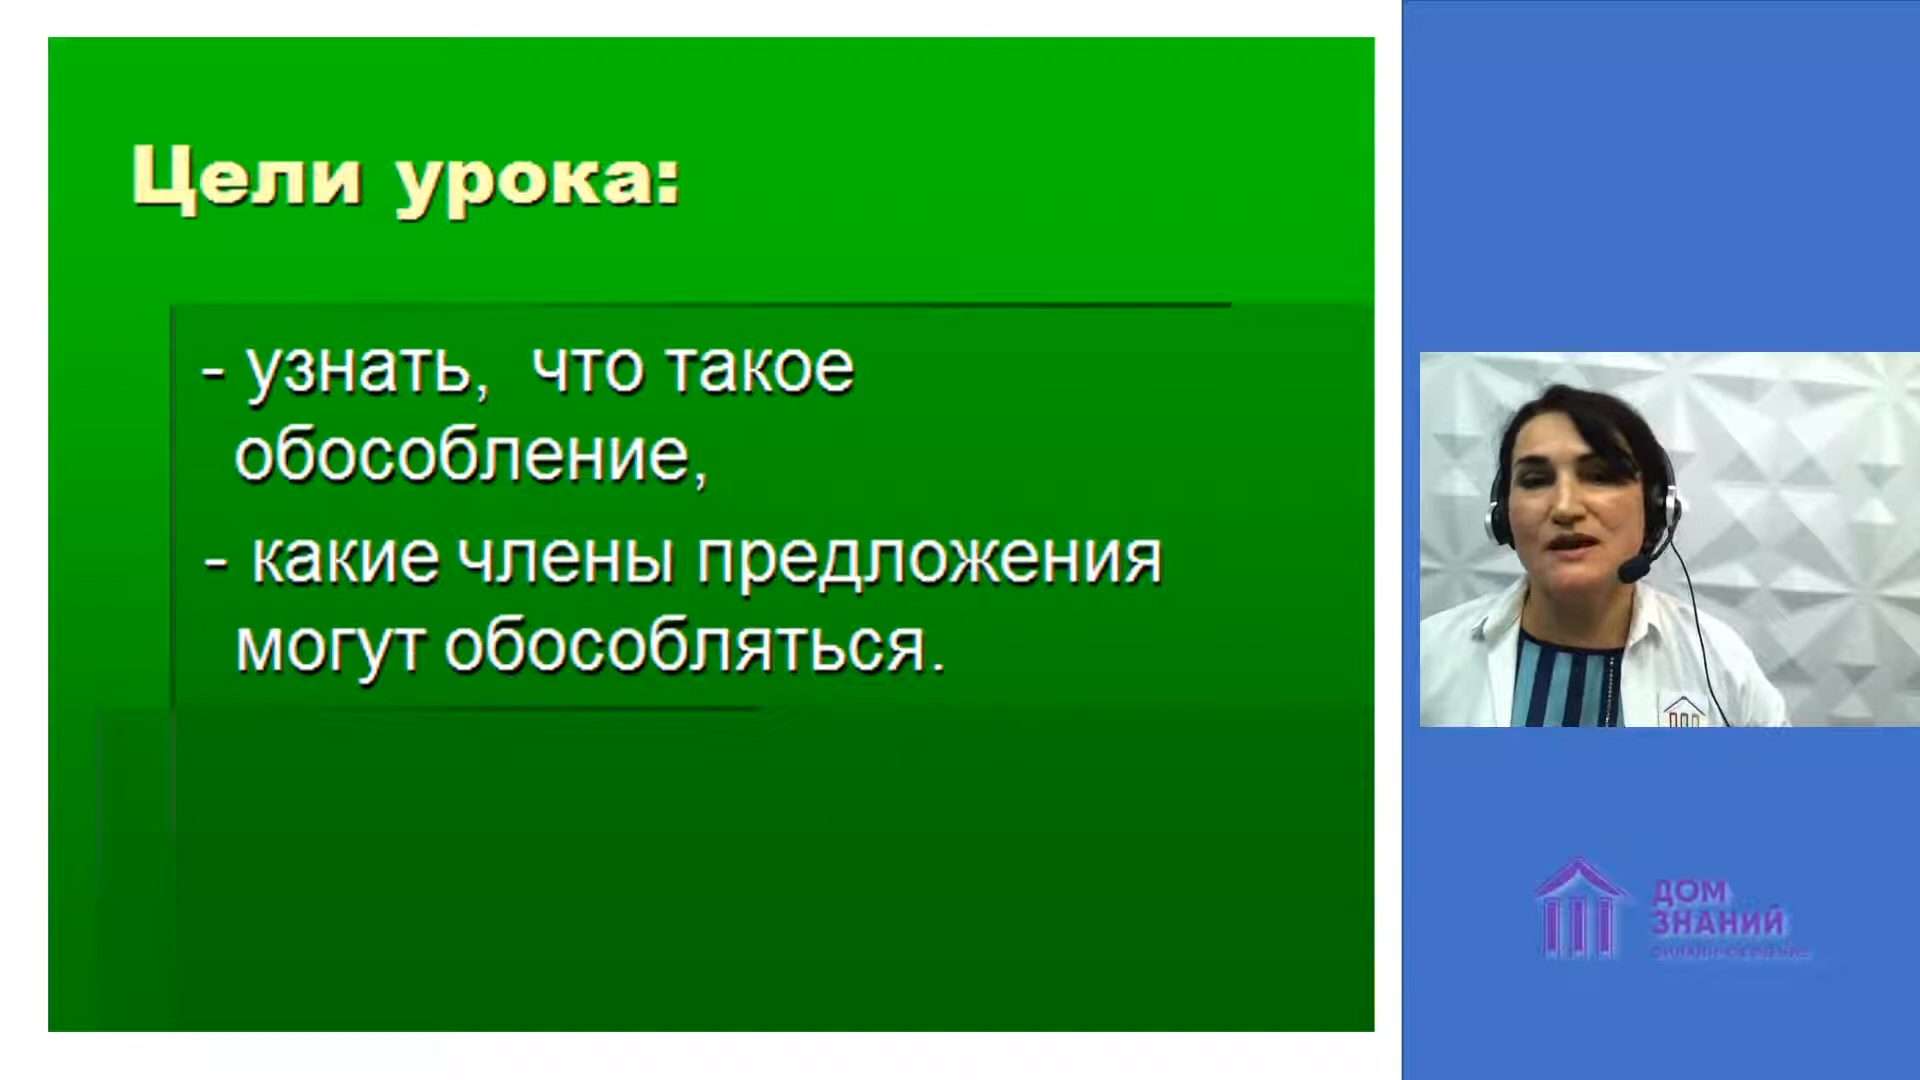 Цели урока:
- узнать, что такое
обособление,
- какие члены предложения
могут обособляться.
ДОМ
ЗНАНИЙ